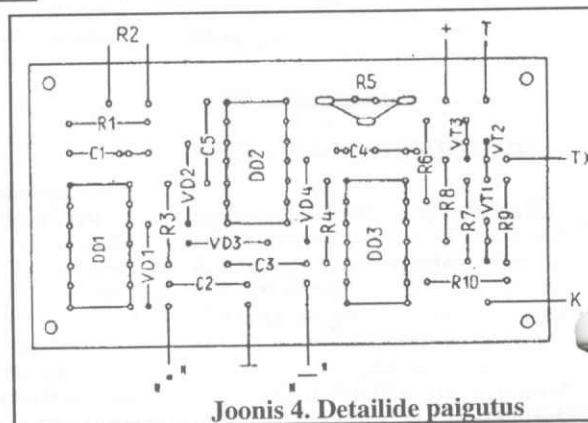 R2
+ T
R5
R1
C1
C5
VD2
DD2
C4
R6
VT3
VT2
TX
DD1
VD1
R3
VD3
VD4
R4
DD3
R8
R7
VT1
R9
C3
C2
R10
K
"•" "—"
Joonis 4. Detailide paigutus